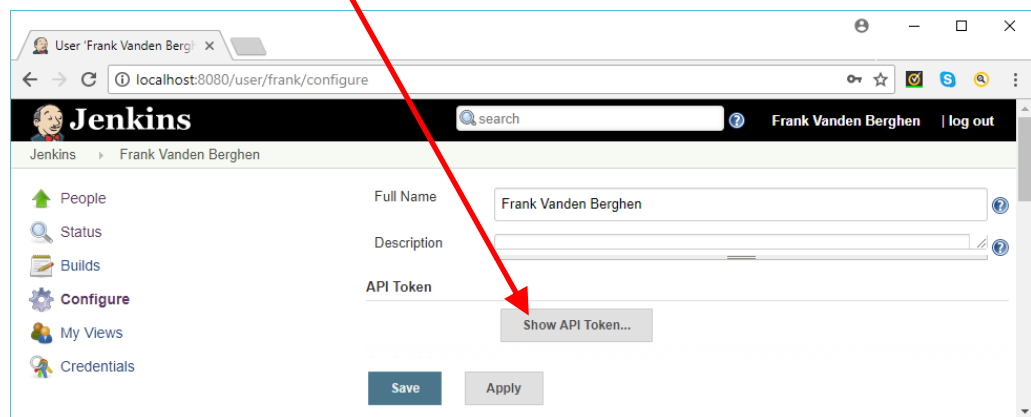 User 'Frank Vanden Bergh
localhost:8080/user/frank/configure
Jenkins
search
Frank Vanden Berghen
| log out
Jenkins
Frank Vanden Berghen
People
Status
Builds
Configure
My Views
Credentials
Full Name
Frank Vanden Berghen
Description
API Token
Show API Token...
Save
Apply